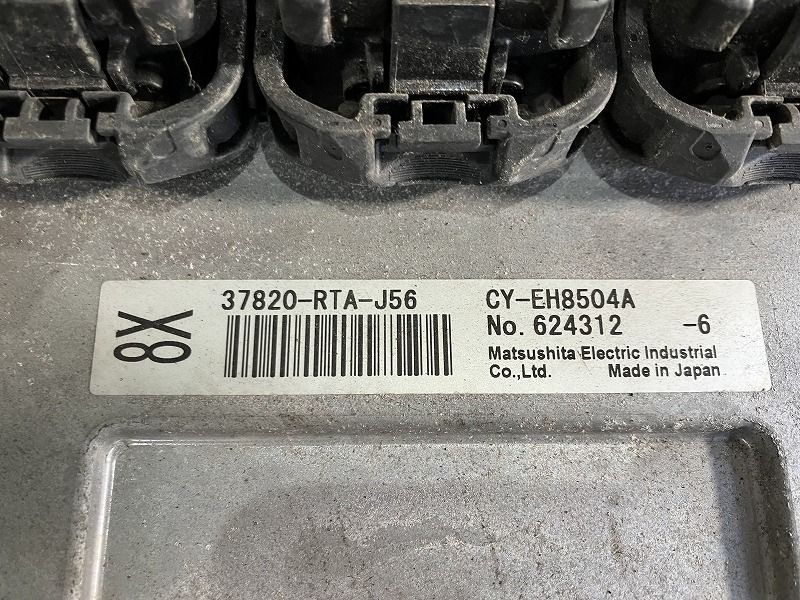 8X
37820-RTA-J56
CY-EH8504A
No. 624312 -6
Matsushita Electric Industrial
Co.,Ltd. Made in Japan